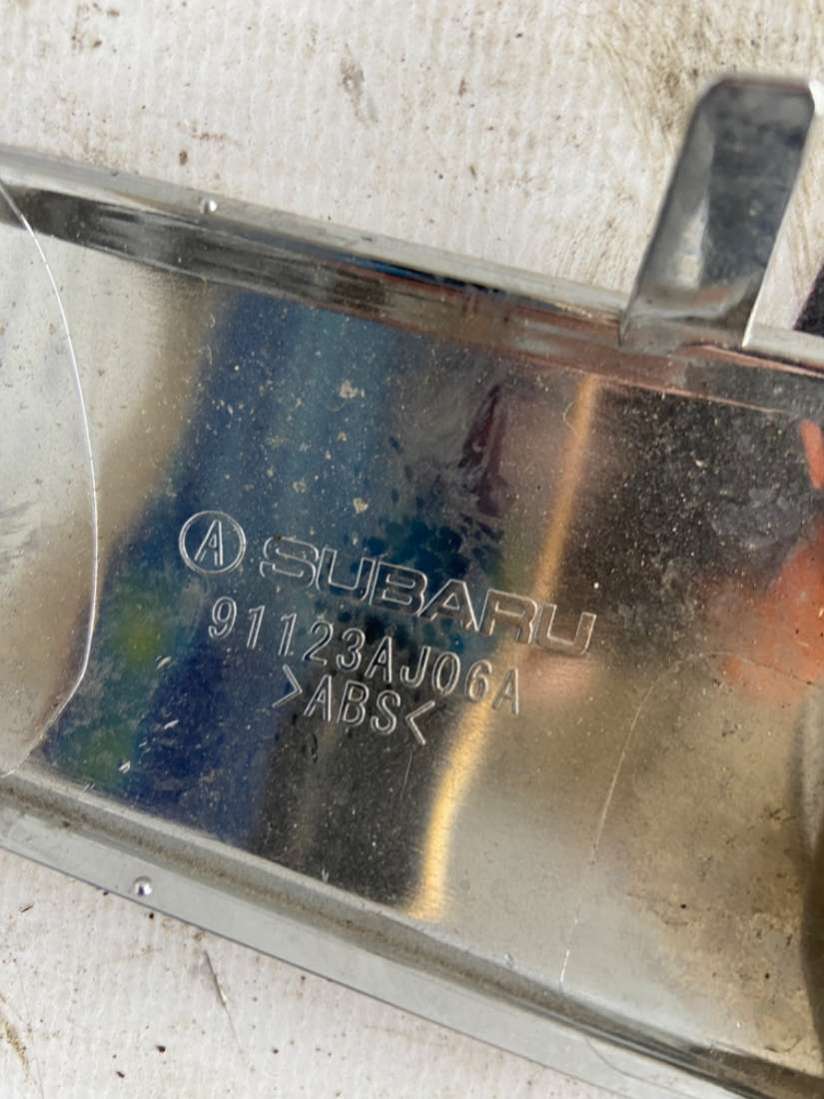 Ⓐ SUBARU
91123AJ06A
>ABS<